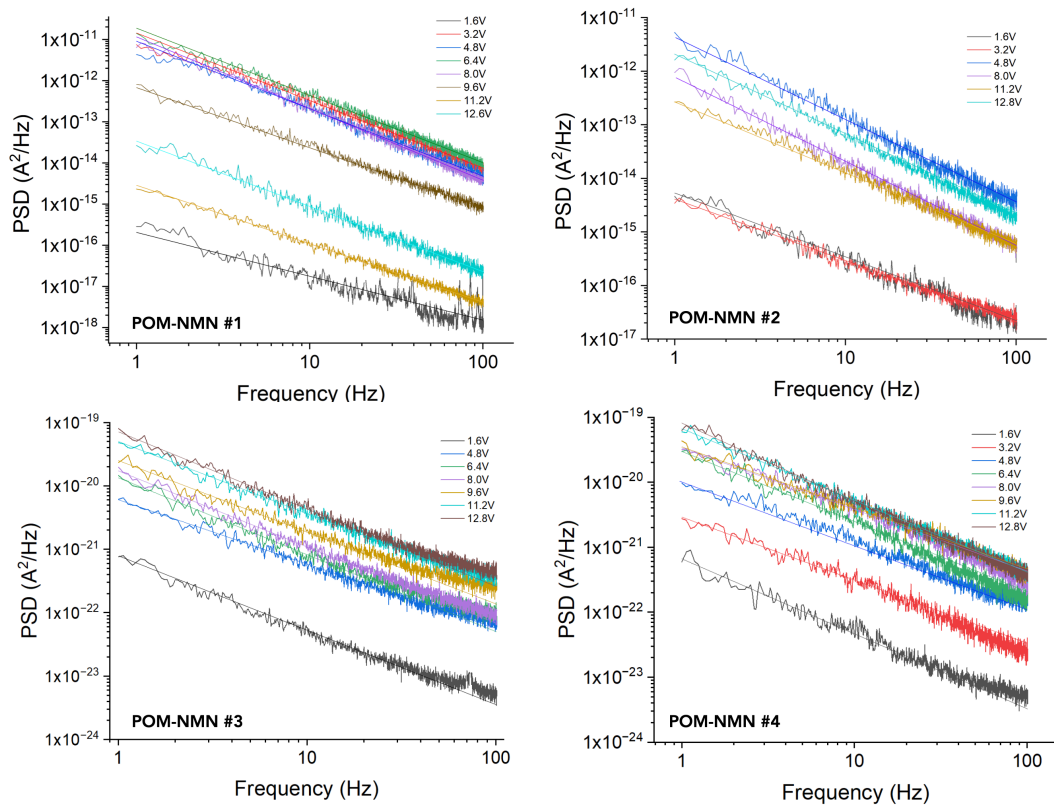 1x10⁻¹¹
1x10⁻¹²
1x10⁻¹³
1x10⁻¹⁴
1x10⁻¹⁵
1x10⁻¹⁶
1x10⁻¹⁷
1x10⁻¹⁸
PSD (A²/Hz)
1.6V
3.2V
4.8V
6.4V
8.0V
9.6V
11.2V
12.6V
POM-NMN #1
1
10
100
Frequency (Hz)
1x10⁻¹¹
1x10⁻¹²
1x10⁻¹³
1x10⁻¹⁴
1x10⁻¹⁵
1x10⁻¹⁶
1x10⁻¹⁷
PSD (A²/Hz)
1.6V
3.2V
4.8V
8.0V
11.2V
12.8V
POM-NMN #2
1
10
100
Frequency (Hz)
1x10⁻¹⁹
1x10⁻²⁰
1x10⁻²¹
1x10⁻²²
1x10⁻²³
1x10⁻²⁴
PSD (A²/Hz)
1.6V
4.8V
6.4V
8.0V
9.6V
11.2V
12.8V
POM-NMN #3
1
10
100
Frequency (Hz)
1x10⁻¹⁹
1x10⁻²⁰
1x10⁻²¹
1x10⁻²²
1x10⁻²³
1x10⁻²⁴
PSD (A²/Hz)
1.6V
3.2V
4.8V
6.4V
8.0V
9.6V
11.2V
12.8V
POM-NMN #4
1
10
100
Frequency (Hz)